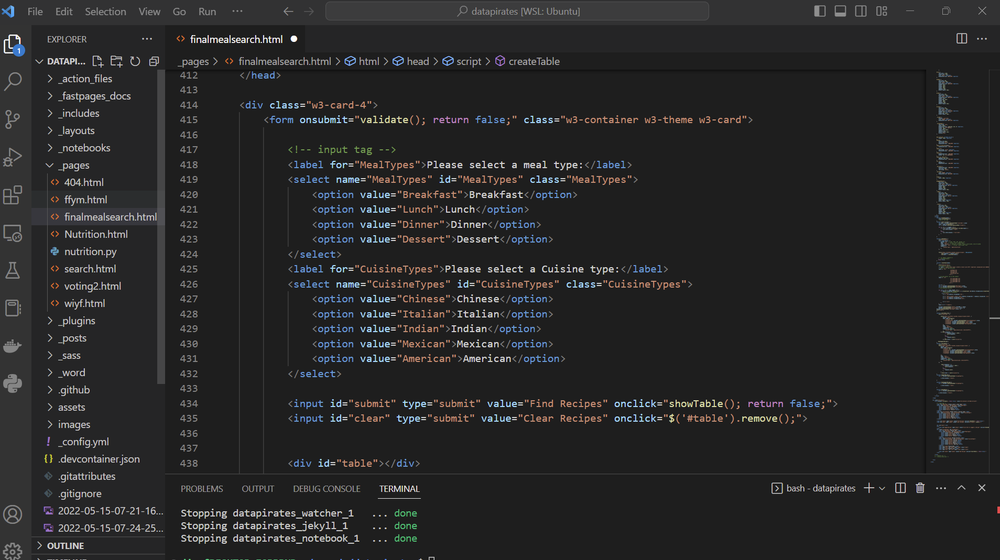 File Edit Selection View Go Run ···
datapirates [WSL: Ubuntu]
EXPLORER
finalmealsearch.html
DATAPI...
_pages > finalmealsearch.html > html > head > script > createTable
1
_action_files
_fastpages_docs
_includes
_layouts
_notebooks
_pages
404.html
ffym.html
finalmealsearch.html
Nutrition.html
nutrition.py
search.html
voting2.html
wiyf.html
_plugins
_posts
_sass
_word
.github
assets
images
_config.yml
.devcontainer.json
.gitattributes
.gitignore
2022-05-15-07-21-16...
2022-05-15-07-24-25...
OUTLINE
412 </head>
413
414 <div class="w3-card-4">
415 <form onsubmit="validate(); return false;" class="w3-container w3-theme w3-card">
416
417 <!-- input tag -->
418 <label for="MealTypes">Please select a meal type:</label>
419 <select name="MealTypes" id="MealTypes" class="MealTypes">
420 <option value="Breakfast">Breakfast</option>
421 <option value="Lunch">Lunch</option>
422 <option value="Dinner">Dinner</option>
423 <option value="Dessert">Dessert</option>
424 </select>
425 <label for="CuisineTypes">Please select a Cuisine type:</label>
426 <select name="CuisineTypes" id="CuisineTypes" class="CuisineTypes">
427 <option value="Chinese">Chinese</option>
428 <option value="Italian">Italian</option>
429 <option value="Indian">Indian</option>
430 <option value="Mexican">Mexican</option>
431 <option value="American">American</option>
432 </select>
433
434 <input id="submit" type="submit" value="Find Recipes" onclick="showTable(); return false;">
435 <input id="clear" type="submit" value="Clear Recipes" onclick="$('#table').remove();">
436
437
438 <div id="table"></div>
PROBLEMS OUTPUT DEBUG CONSOLE TERMINAL
bash - datapirates
Stopping datapirates_watcher_1 ... done
Stopping datapirates_jekyll_1 ... done
Stopping datapirates_notebook_1 ... done